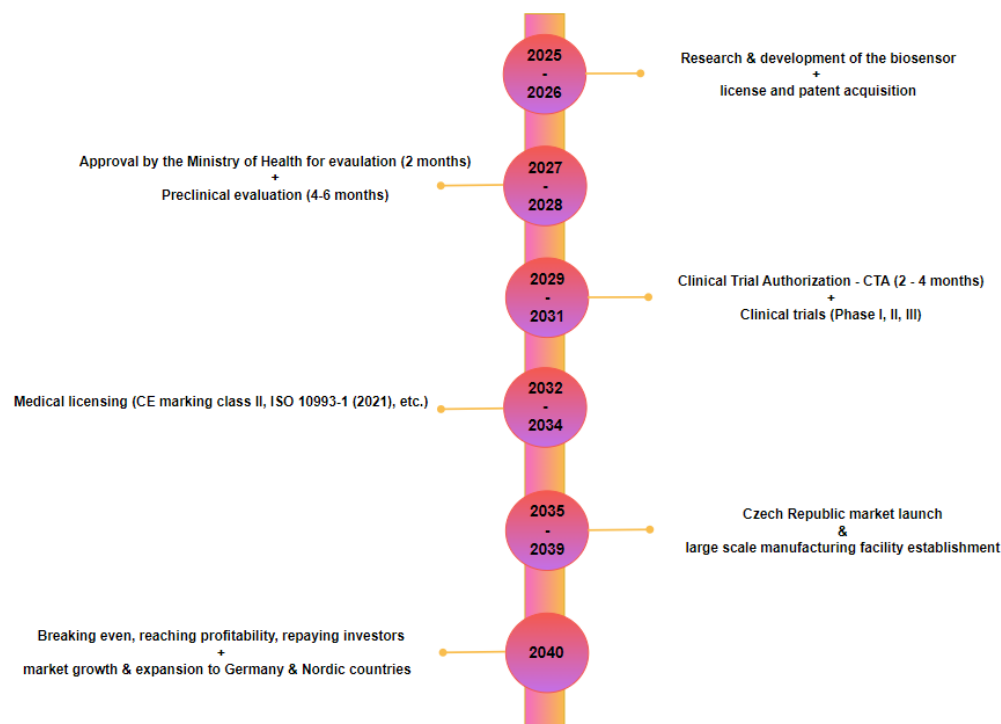 2025
-
2026
Research & development of the biosensor
+
license and patent acquisition
Approval by the Ministry of Health for evaulation (2 months)
+
Preclinical evaluation (4-6 months)
2027
-
2028
2029
-
2031
Clinical Trial Authorization - CTA (2 - 4 months)
+
Clinical trials (Phase I, II, III)
Medical licensing (CE marking class II, ISO 10993-1 (2021), etc.)
2032
-
2034
2035
-
2039
Czech Republic market launch
&
large scale manufacturing facility establishment
Breaking even, reaching profitability, repaying investors
+
market growth & expansion to Germany & Nordic countries
2040